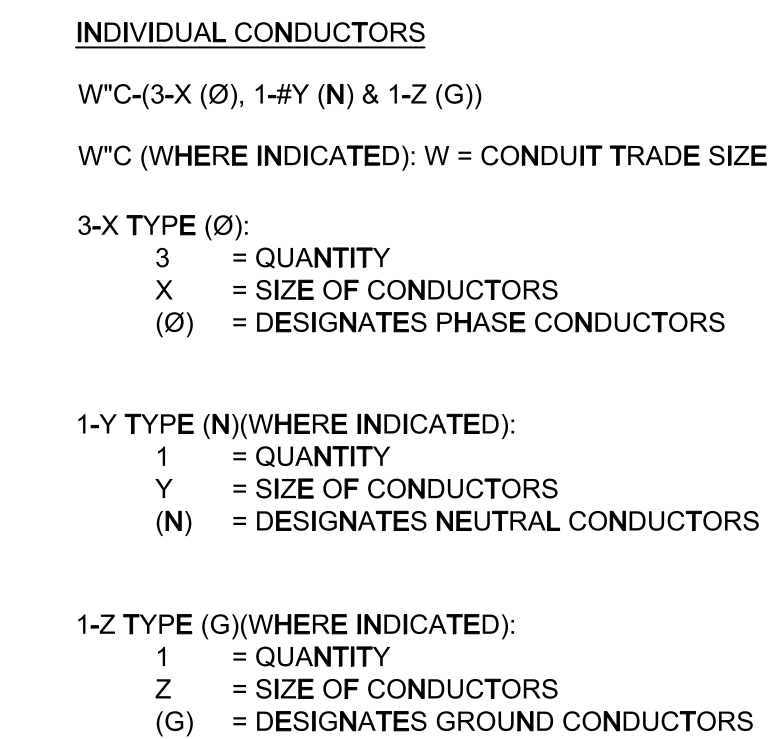 INDIVIDUAL CONDUCTORS
W"C-(3-X (Ø), 1-#Y (N) & 1-Z (G))
W"C (WHERE INDICATED): W = CONDUIT TRADE SIZE
3-X TYPE (Ø):
3 = QUANTITY
X = SIZE OF CONDUCTORS
(Ø) = DESIGNATES PHASE CONDUCTORS
1-Y TYPE (N)(WHERE INDICATED):
1 = QUANTITY
Y = SIZE OF CONDUCTORS
(N) = DESIGNATES NEUTRAL CONDUCTORS
1-Z TYPE (G)(WHERE INDICATED):
1 = QUANTITY
Z = SIZE OF CONDUCTORS
(G) = DESIGNATES GROUND CONDUCTORS